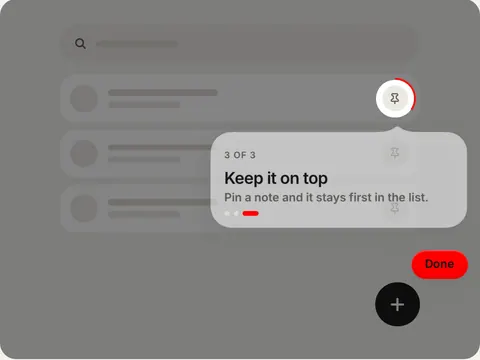 3 OF 3
Keep it on top
Pin a note and it stays first in the list.
Done